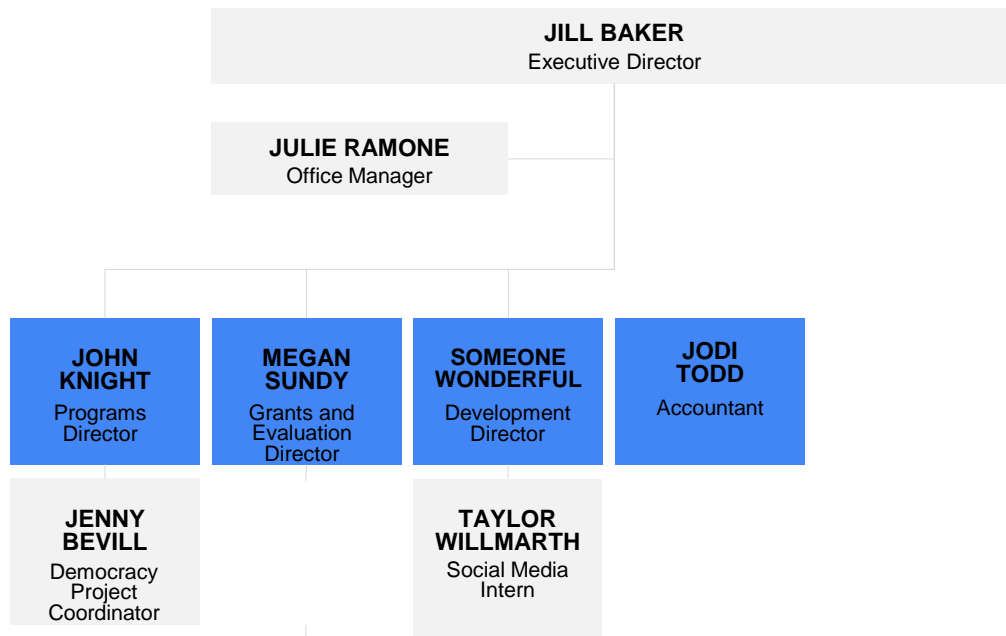 JILL BAKER
Executive Director
JULIE RAMONE
Office Manager
JOHN
KNIGHT
Programs
Director
MEGAN
SUNDY
Grants and
Evaluation
Director
SOMEONE
WONDERFUL
Development
Director
JODI
TODD
Accountant
JENNY
BEVILL
Democracy
Project
Coordinator
TAYLOR
WILLMARTH
Social Media
Intern